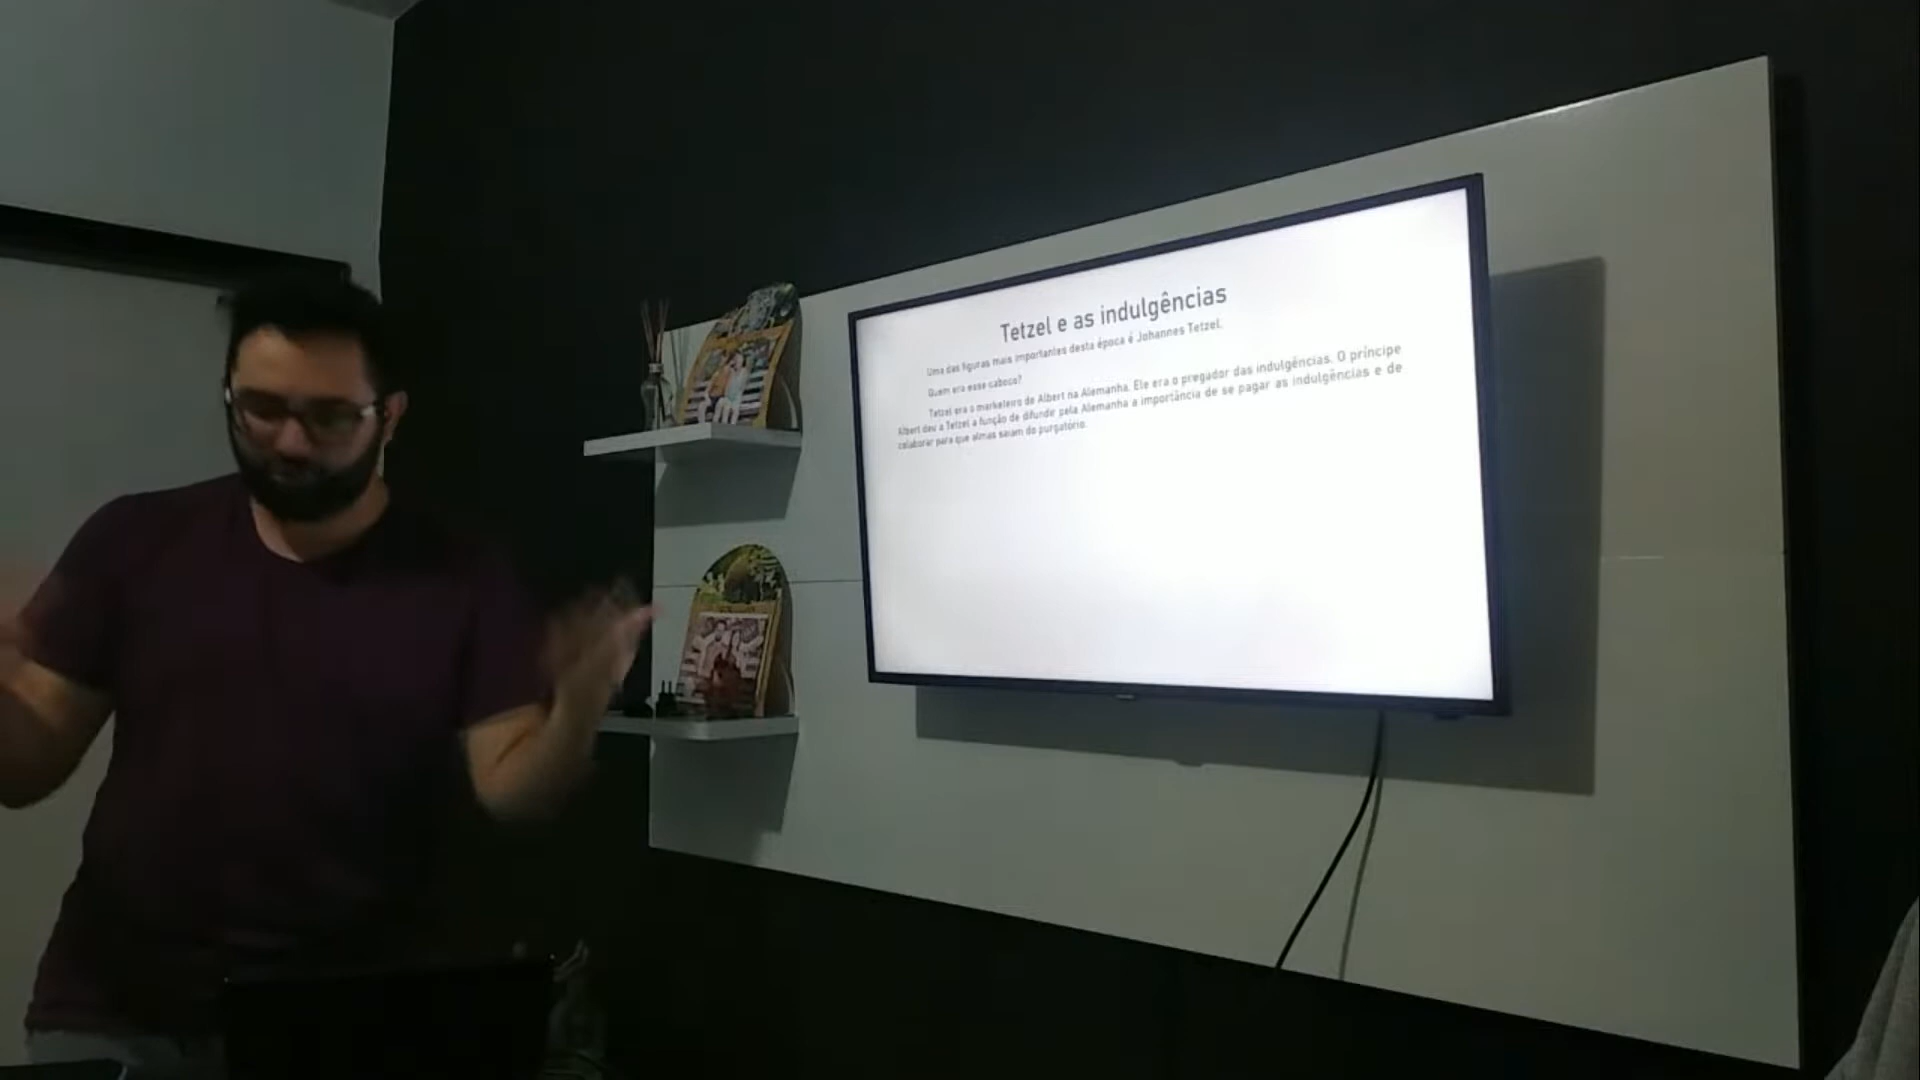 Tetzel e as indulgências
Uma das figuras mais importantes desta época é Johannes Tetzel.
Quem era esse caboco?
Tetzel era o marketeiro de Albert na Alemanha. Ele era o pregador das indulgências. O príncipe
Albert deu a Tetzel a função de difundir pela Alemanha a importância de se pagar as indulgências e de
colaborar para que almas saiam do purgatório.